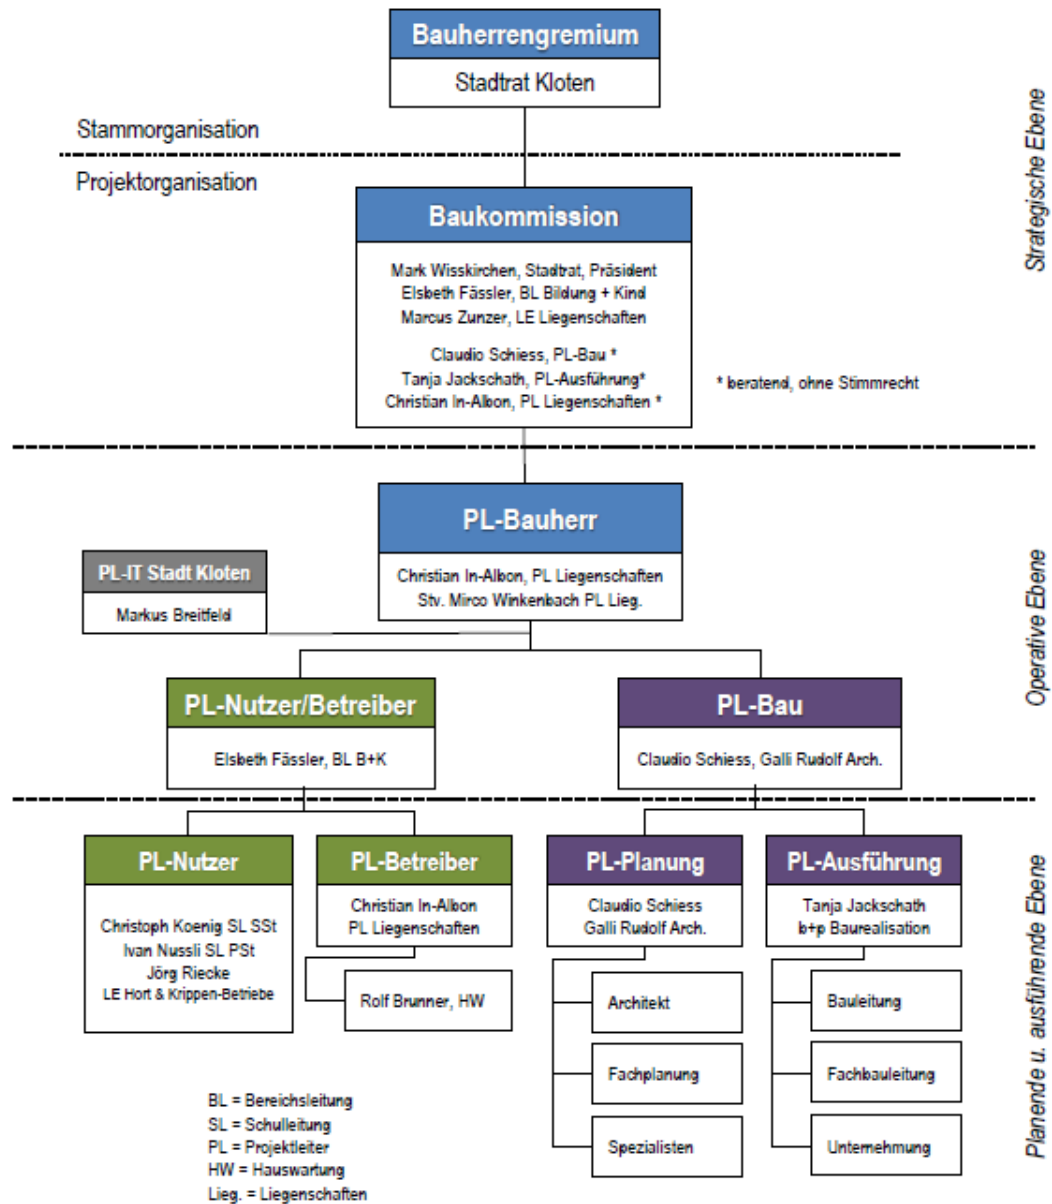 Bauherrengremium
Stadtrat Kloten
Stammorganisation
Projektorganisation
Strategische Ebene
Baukommission
Mark Wisskirchen, Stadtrat, Präsident
Elsbeth Fässler, BL Bildung + Kind
Marcus Zunzer, LE Liegenschaften
Claudio Schiess, PL-Bau *
Tanja Jackschath, PL-Ausführung*
Christian In-Albon, PL Liegenschaften *
* beratend, ohne Stimmrecht
PL-Bauherr
Christian In-Albon, PL Liegenschaften
Stv. Mirco Winkenbach PL Lieg.
PL-IT Stadt Kloten
Markus Breitfeld
Operative Ebene
PL-Nutzer/Betreiber
Elsbeth Fässler, BL B+K
PL-Bau
Claudio Schiess, Galli Rudolf Arch.
PL-Nutzer
Christoph Koenig SL SSt
Ivan Nussli SL PSt
Jörg Riecke
LE Hort & Krippen-Betriebe
PL-Betreiber
Christian In-Albon
PL Liegenschaften
Rolf Brunner, HW
PL-Planung
Claudio Schiess
Galli Rudolf Arch.
Architekt
Fachplanung
Spezialisten
PL-Ausführung
Tanja Jackschath
b+p Baurealisation
Bauleitung
Fachbauleitung
Unternehmung
Planende u. ausführende Ebene
BL = Bereichsleitung
SL = Schulleitung
PL = Projektleiter
HW = Hauswartung
Lieg. = Liegenschaften